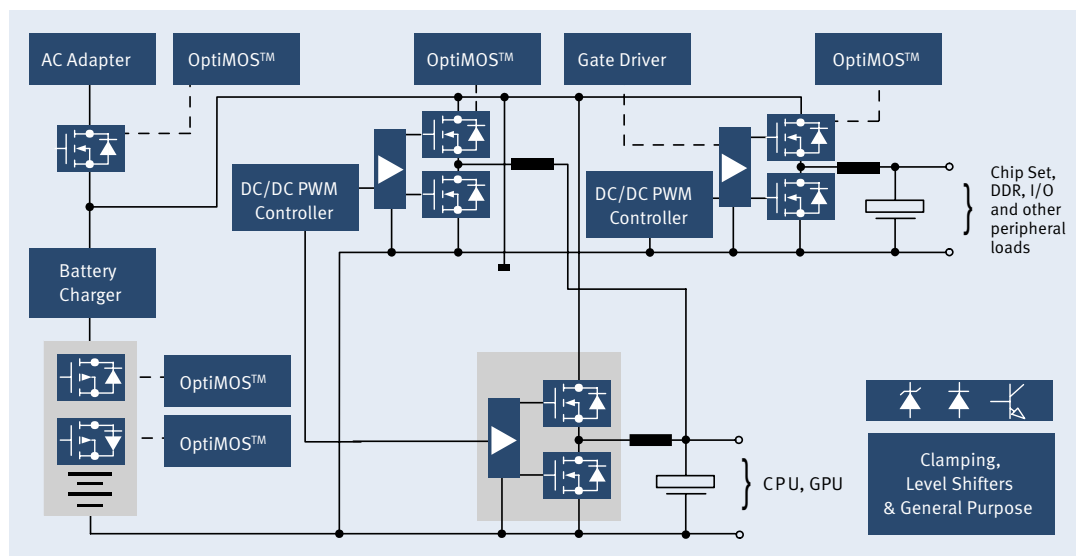 AC Adapter
OptiMOS™
OptiMOS™
Gate Driver
OptiMOS™
DC/DC PWM
Controller
DC/DC PWM
Controller
Chip Set,
DDR, I/O
and other
peripheral
loads
Battery
Charger
OptiMOS™
OptiMOS™
CPU, GPU
Clamping,
Level Shifters
& General Purpose